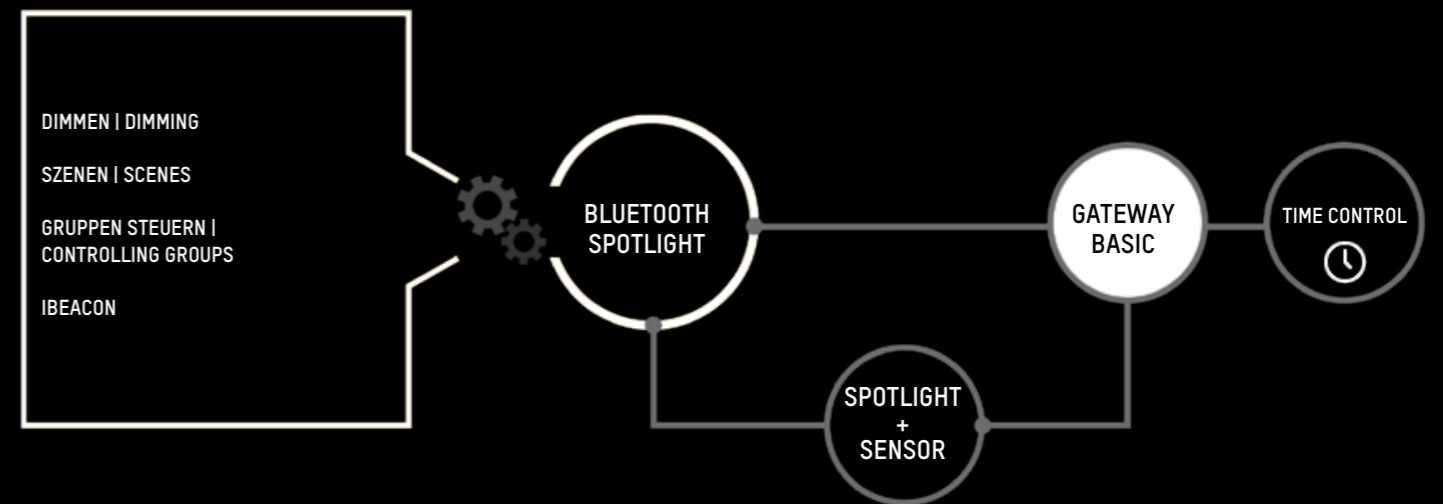 DIMMEN | DIMMING
SZENEN | SCENES
GRUPPEN STEUERN |
CONTROLLING GROUPS
IBEACON
BLUETOOTH
SPOTLIGHT
GATEWAY
BASIC
TIME CONTROL
SPOTLIGHT
+
SENSOR